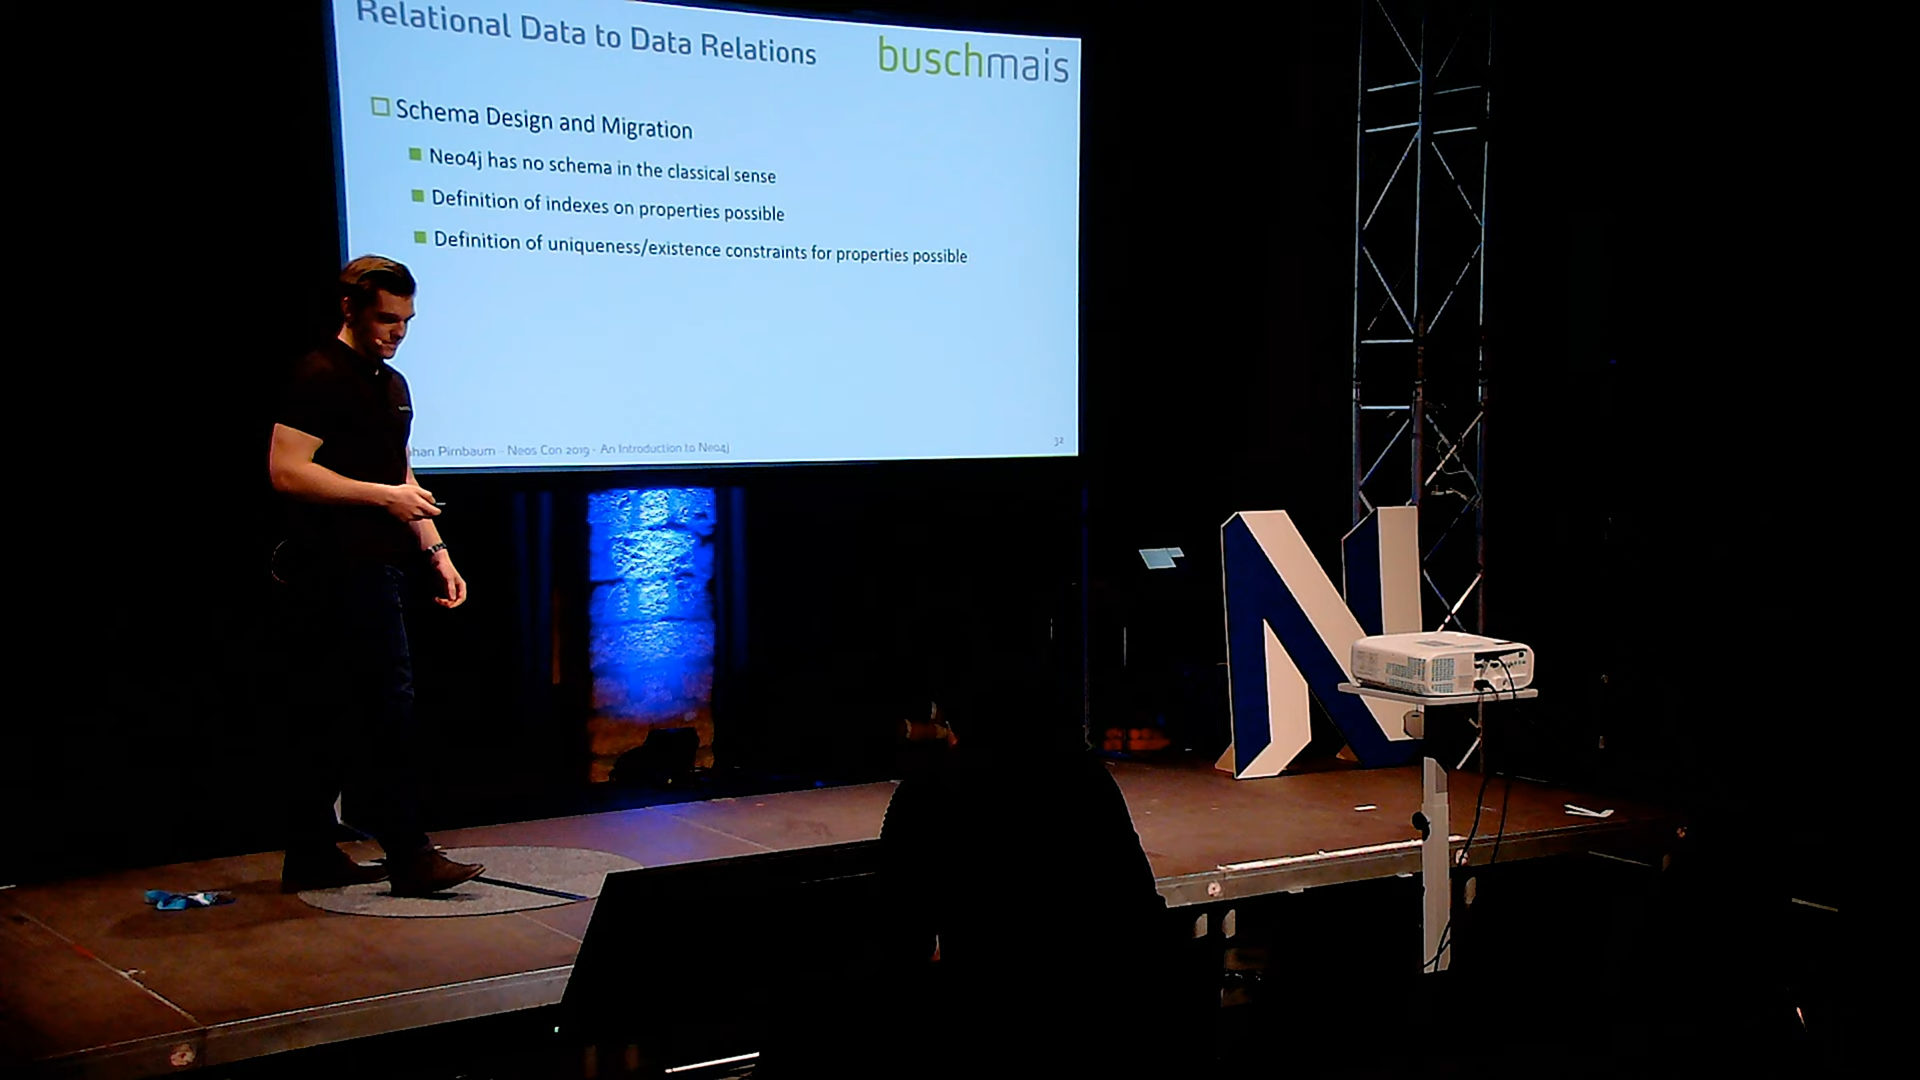 Relational Data to Data Relations
buschmais
Schema Design and Migration
Neo4j has no schema in the classical sense
Definition of indexes on properties possible
Definition of uniqueness/existence constraints for properties possible
Pirnbaum - Neos Con 2019 - An Introduction to Neo4j
32
N